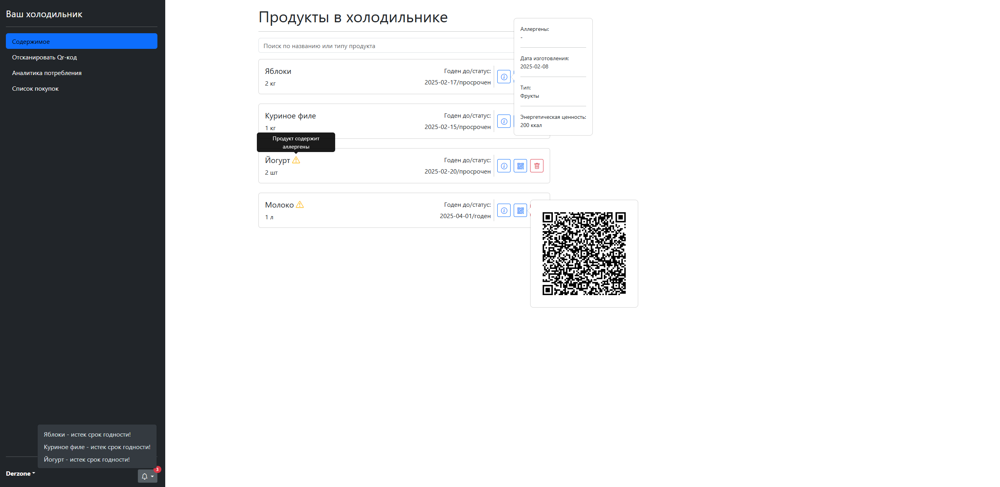 Ваш холодильник
Содержимое
Отсканировать Qr-код
Аналитика потребления
Список покупок
Яблоки - истек срок годности!
Куриное филе - истек срок годности!
Йогурт - истек срок годности!
Derzone
3
Продукты в холодильнике
Поиск по названию или типу продукта
Яблоки
2 кг
Годен до/статус:
2025-02-17/просрочен
Аллергены:
-
Дата изготовления:
2025-02-08
Тип:
Фрукты
Энергетическая ценность:
200 ккал
Куриное филе
1 кг
Годен до/статус:
2025-02-15/просрочен
Продукт содержит
аллергены
Йогурт
2 шт
Годен до/статус:
2025-02-20/просрочен
Молоко
1 л
Годен до/статус:
2025-04-01/годен